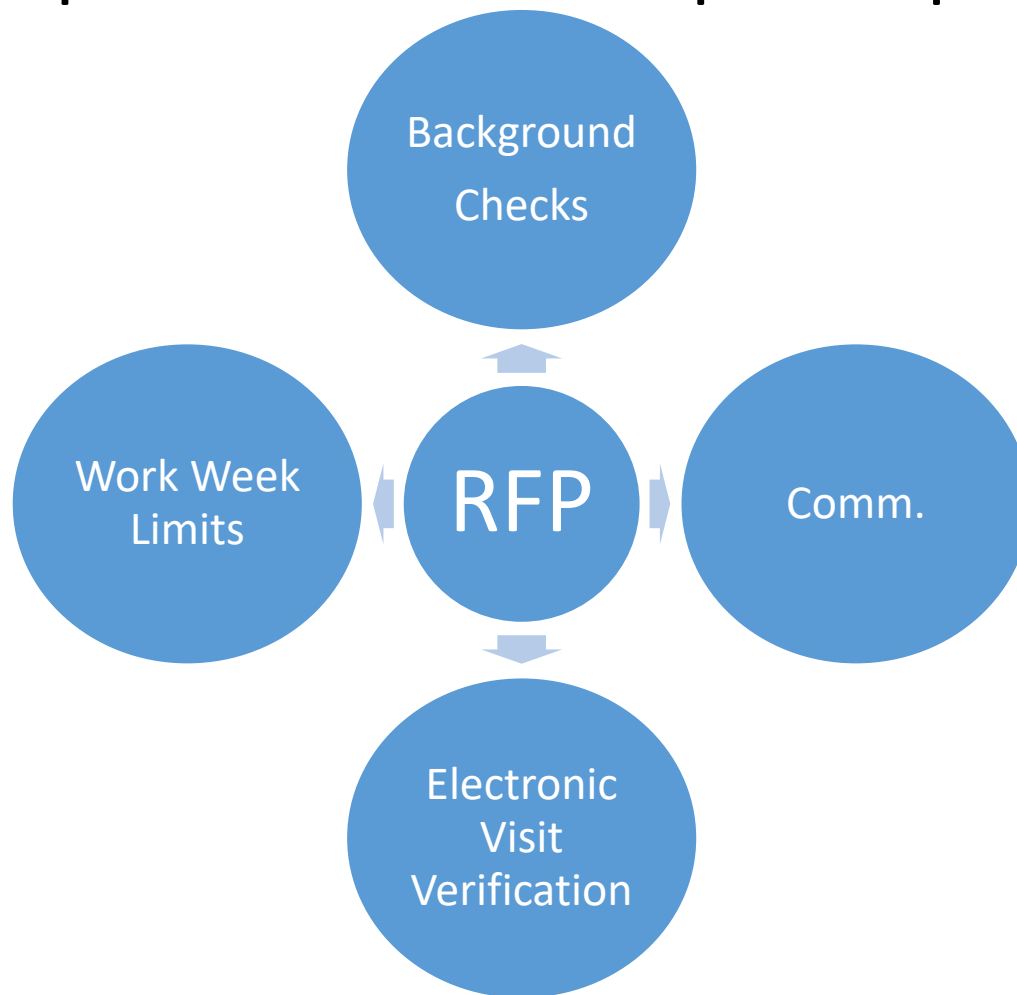 Background
Checks
Work Week
Limits
RFP
Comm.
Electronic
Visit
Verification